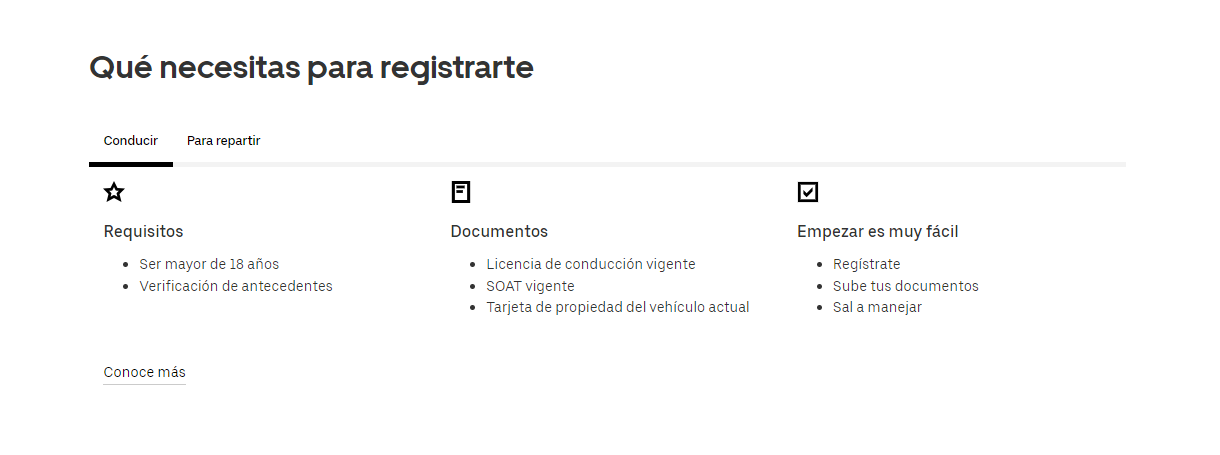 Qué necesitas para registrarte
Conducir
Para repartir
Requisitos
Ser mayor de 18 años
Verificación de antecedentes
Documentos
Licencia de conducción vigente
SOAT vigente
Tarjeta de propiedad del vehículo actual
Empezar es muy fácil
Regístrate
Sube tus documentos
Sal a manejar
Conoce más